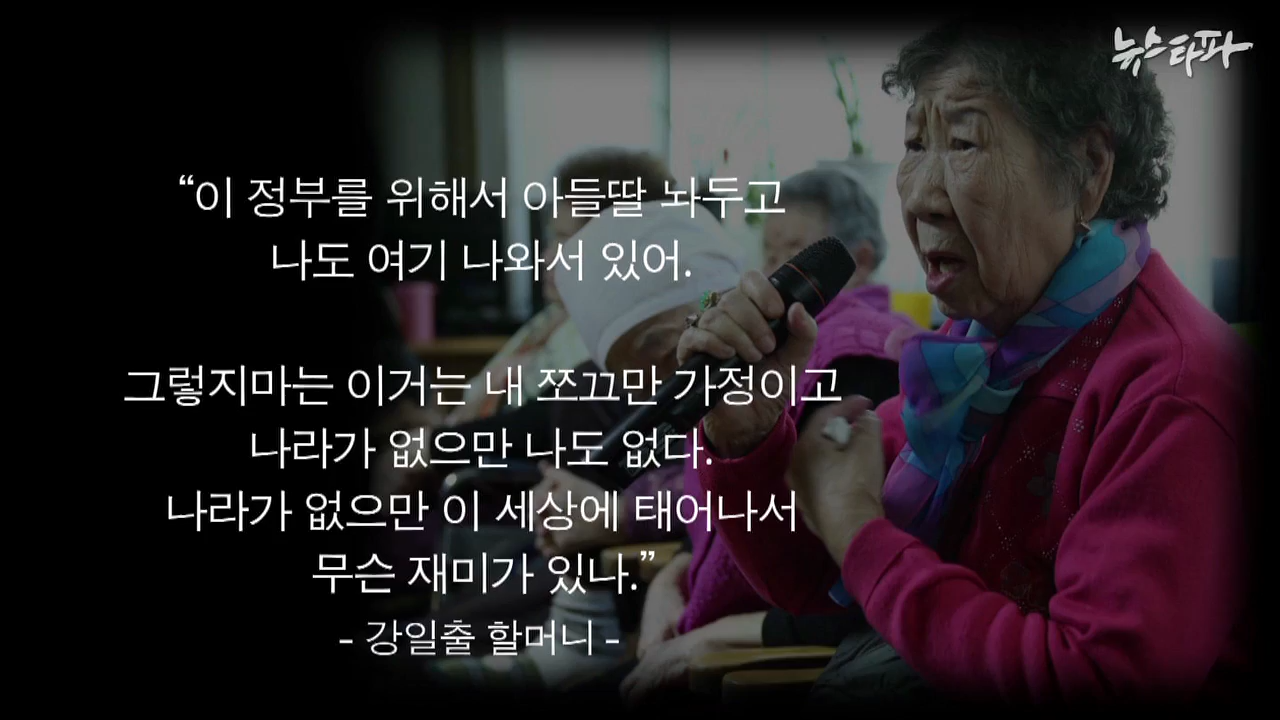 뉴스타파
“이 정부를 위해서 아들딸 놔두고
나도 여기 나와서 있어.
그렇지마는 이거는 내 쪼끄만 가정이고
나라가 없으만 나도 없다.
나라가 없으만 이 세상에 태어나서
무슨 재미가 있나.”
- 강일출 할머니 -